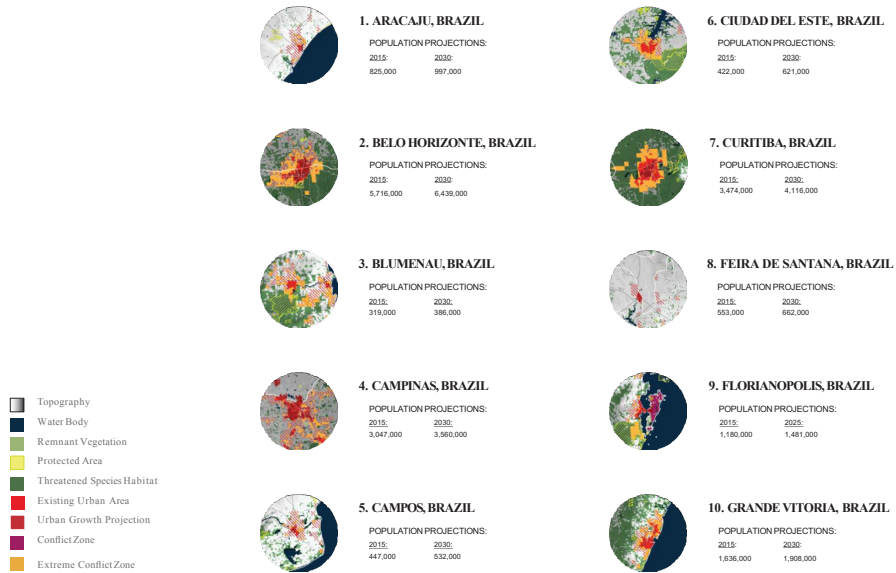 1. ARACAJU, BRAZIL
POPULATION PROJECTIONS:
2015: 2030:
825,000 997,000
2. BELO HORIZONTE, BRAZIL
POPULATION PROJECTIONS:
2015: 2030:
5,716,000 6,439,000
3. BLUMENAU, BRAZIL
POPULATION PROJECTIONS:
2015: 2030:
319,000 386,000
4. CAMPINAS, BRAZIL
POPULATION PROJECTIONS:
2015: 2030:
3,047,000 3,560,000
5. CAMPOS, BRAZIL
POPULATION PROJECTIONS:
2015: 2030:
447,000 532,000
6. CIUDAD DEL ESTE, BRAZIL
POPULATION PROJECTIONS:
2015: 2030:
422,000 621,000
7. CURITIBA, BRAZIL
POPULATION PROJECTIONS:
2015: 2030:
3,474,000 4,116,000
8. FEIRA DE SANTANA, BRAZIL
POPULATION PROJECTIONS:
2015: 2030:
553,000 662,000
9. FLORIANOPOLIS, BRAZIL
POPULATION PROJECTIONS:
2015: 2025:
1,180,000 1,481,000
10. GRANDE VITORIA, BRAZIL
POPULATION PROJECTIONS:
2015: 2030:
1,636,000 1,908,000
Topography
Water Body
Remnant Vegetation
Protected Area
Threatened Species Habitat
Existing Urban Area
Urban Growth Projection
Conflict Zone
Extreme Conflict Zone